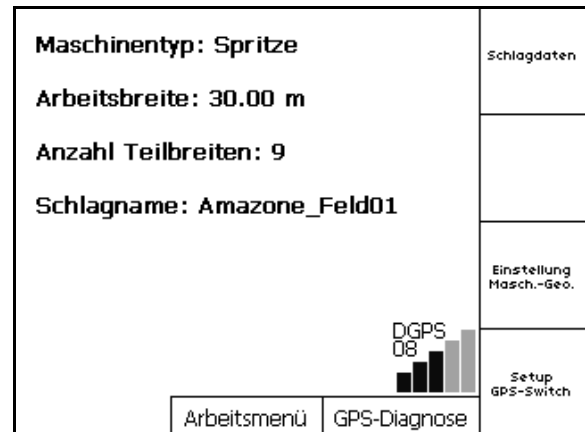 Maschinentyp: Spritze
Arbeitsbreite: 30.00 m
Anzahl Teilbreiten: 9
Schlagname: Amazone_Feld01
DGPS
08
Arbeitsmenü
GPS-Diagnose
Schlagdaten
Einstellung
Masch.-Geo.
Setup
GPS-Switch